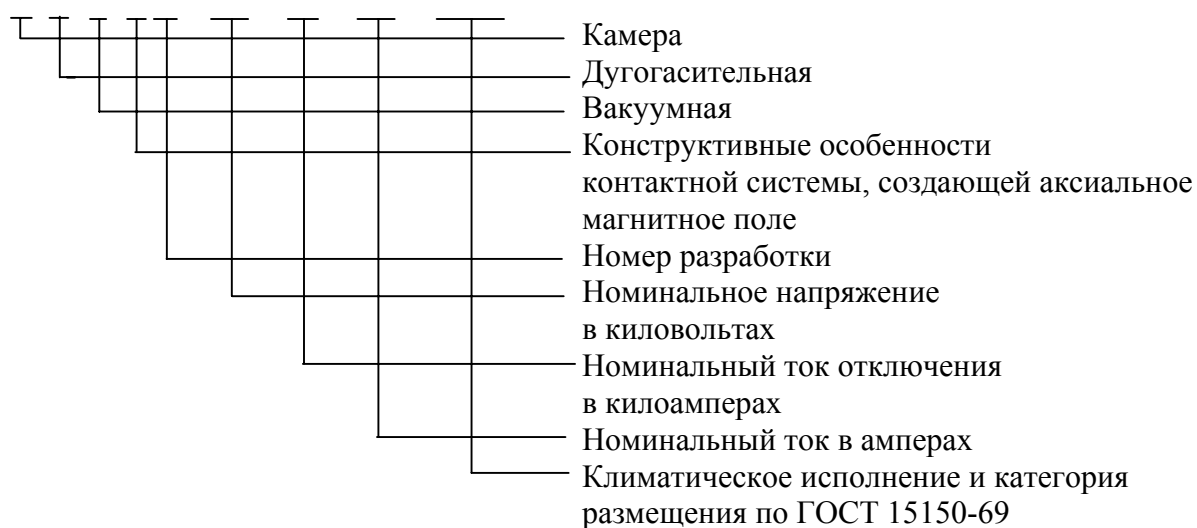 Камера
Дугогасительная
Вакуумная
Конструктивные особенности
контактной системы, создающей аксиальное
магнитное поле
Номер разработки
Номинальное напряжение
в киловольтах
Номинальный ток отключения
в килоамперах
Номинальный ток в амперах
Климатическое исполнение и категория
размещения по ГОСТ 15150-69